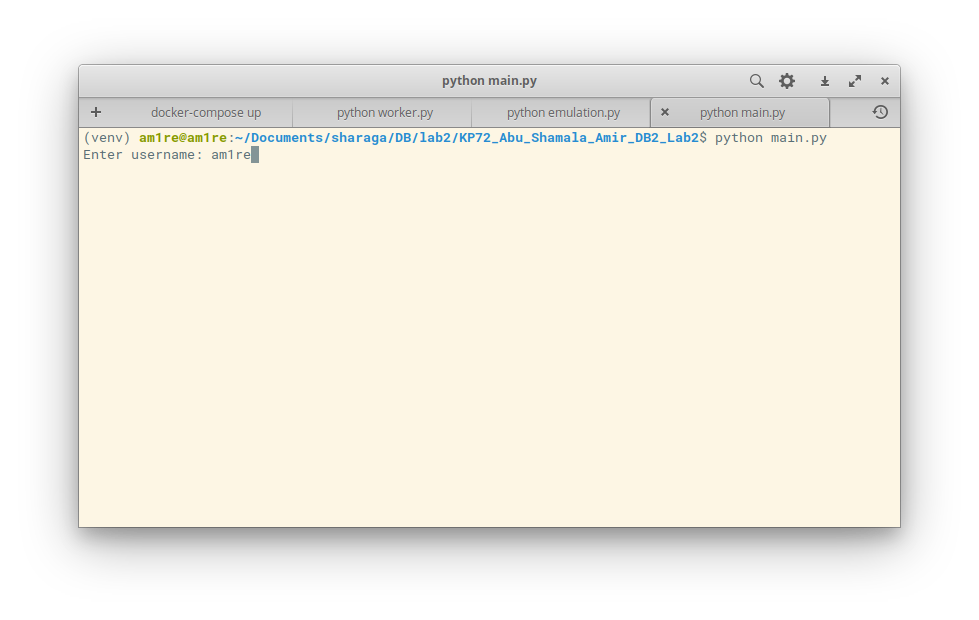 python main.py
docker-compose up
python worker.py
python emulation.py
python main.py
(venv) am1re@am1re:~/Documents/sharaga/DB/lab2/KP72_Abu_Shamala_Amir_DB2_Lab2$ python main.py
Enter username: am1re